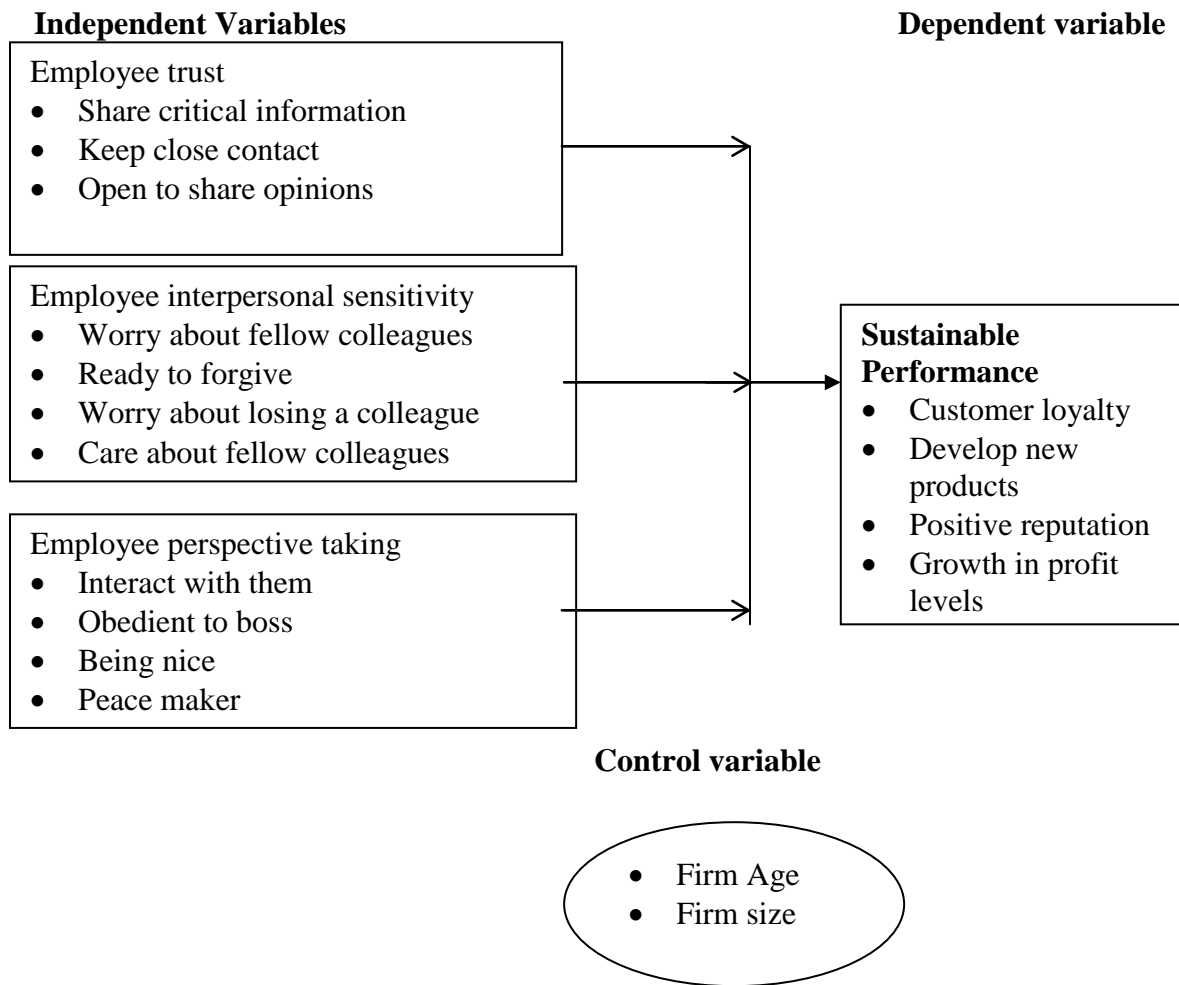 Independent Variables
Dependent variable
Employee trust
• Share critical information
• Keep close contact
• Open to share opinions
Employee interpersonal sensitivity
• Worry about fellow colleagues
• Ready to forgive
• Worry about losing a colleague
• Care about fellow colleagues
Employee perspective taking
• Interact with them
• Obedient to boss
• Being nice
• Peace maker
Sustainable
Performance
• Customer loyalty
• Develop new
products
• Positive reputation
• Growth in profit
levels
Control variable
• Firm Age
• Firm size